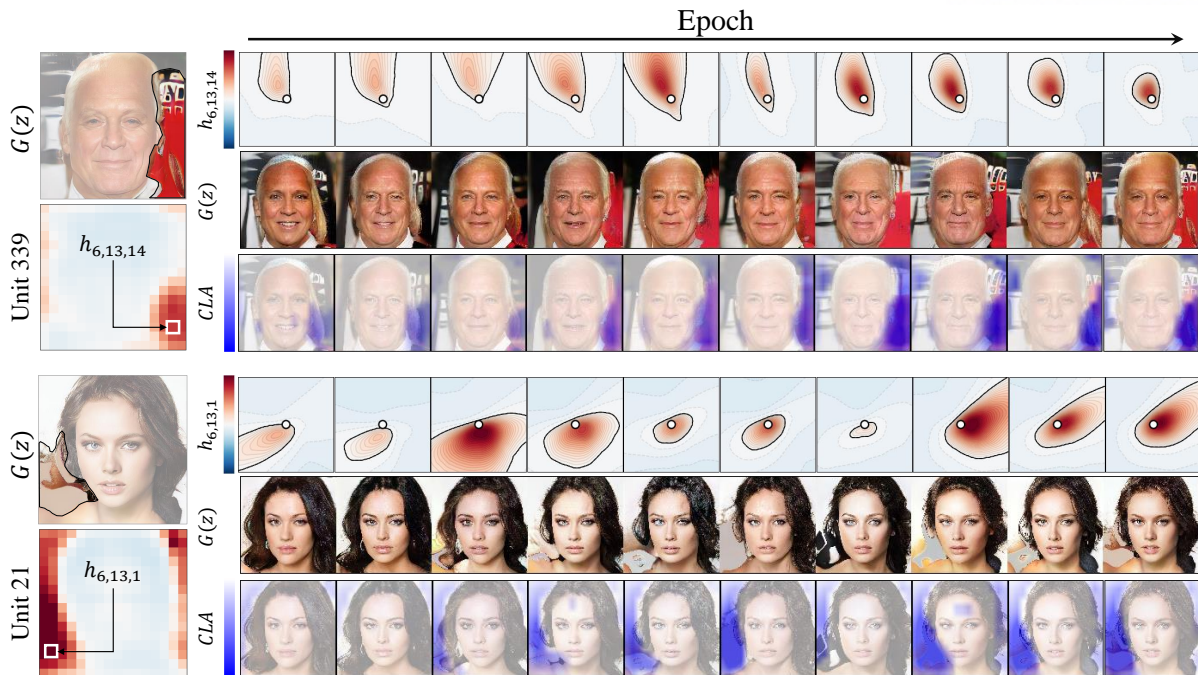 Epoch
G(z)
h6,13,14
G(z)
h6,13,14
Unit 339
CLA
G(z)
h6,13,1
G(z)
h6,13,1
Unit 21
CLA